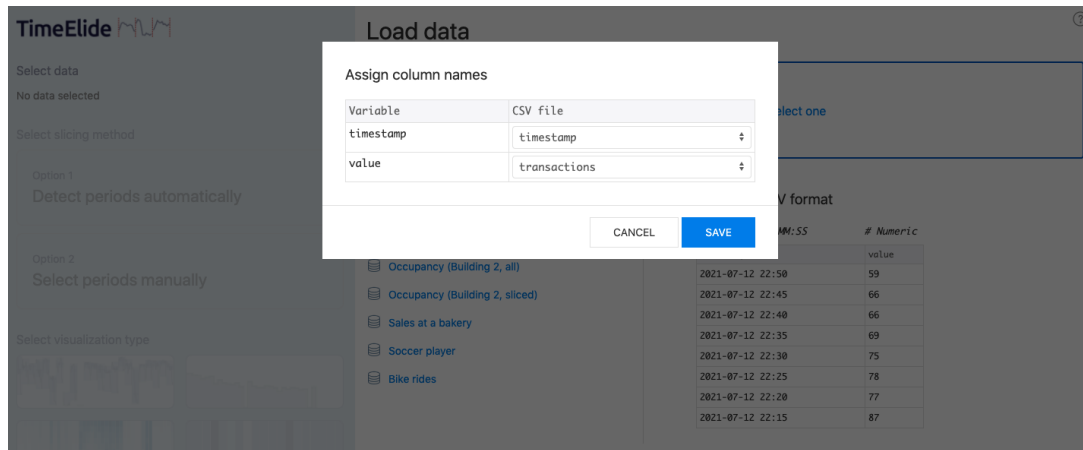 TimeElide
Load data
Select data
No data selected
Select slicing method
Option 1
Detect periods automatically
Option 2
Select periods manually
Select visualization type
Assign column names
Variable CSV file
timestamp timestamp
value transactions
CANCEL SAVE
elect one
Occupancy (Building 2, all)
Occupancy (Building 2, sliced)
Sales at a bakery
Soccer player
Bike rides
V format
MM:SS # Numeric
value
2021-07-12 22:50 59
2021-07-12 22:45 66
2021-07-12 22:40 66
2021-07-12 22:35 69
2021-07-12 22:30 75
2021-07-12 22:25 78
2021-07-12 22:20 77
2021-07-12 22:15 87